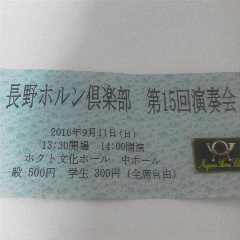 長野ホルン倶楽部 第15回演奏会
2016年9月11日(日)
13:30開場 14:00開演
ホクト文化ホール 中ホール
般 500円 学生 300円 (全席自由)
Nagano Horn Club